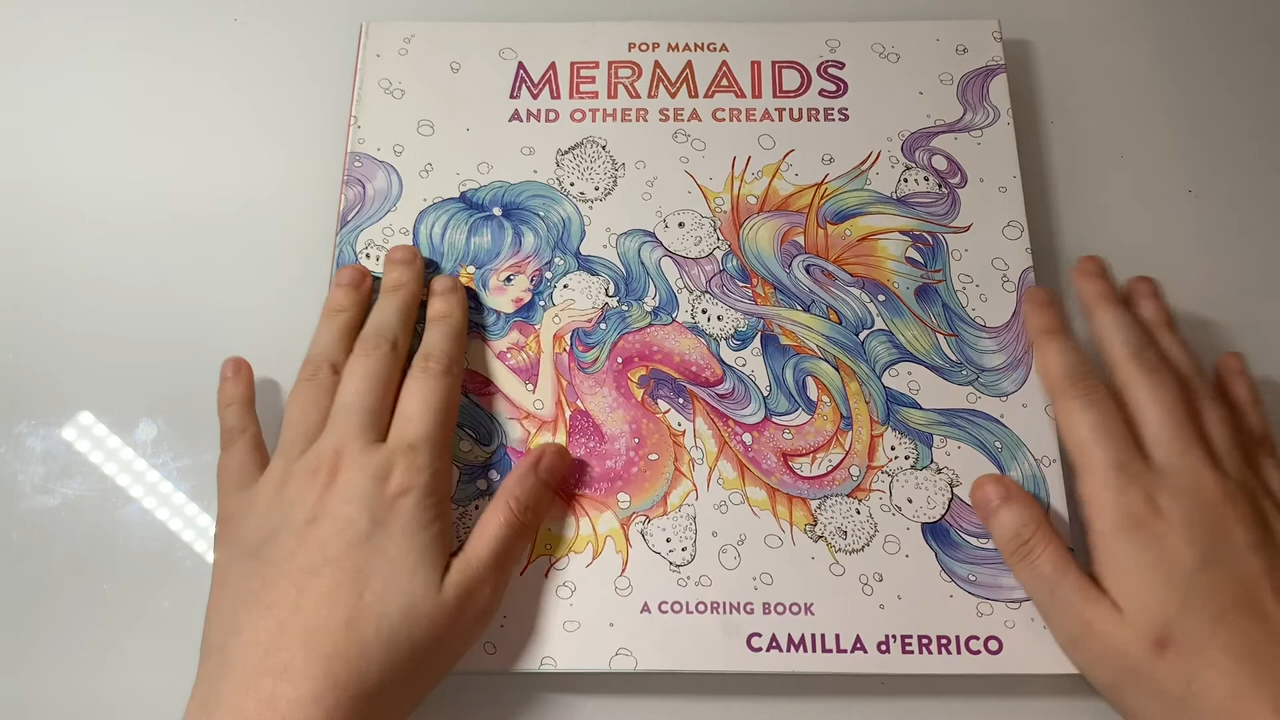 POP MANGA
MERMAIDS
AND OTHER SEA CREATURES
A COLORING BOOK
CAMILLA d'ERRICO